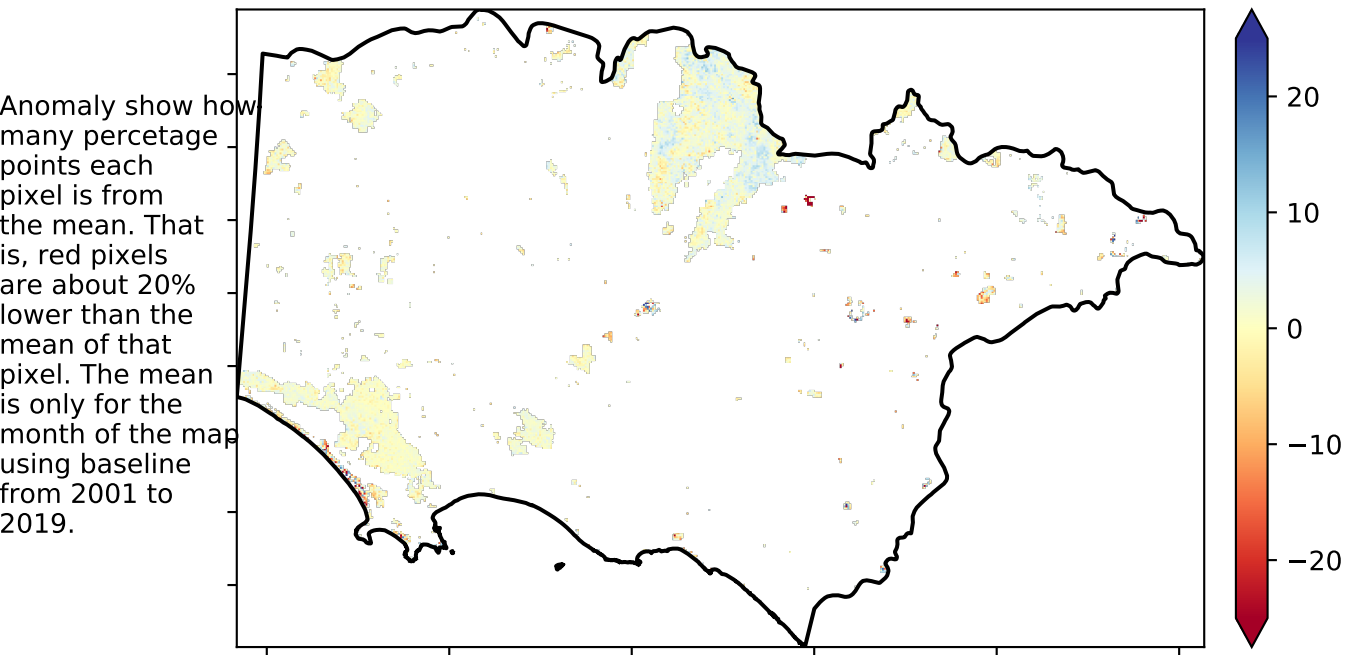 Anomaly show how
many percetage
points each
pixel is from
the mean. That
is, red pixels
are about 20%
lower than the
mean of that
pixel. The mean
is only for the
month of the map
using baseline
from 2001 to
2019.
20
10
0
−10
−20